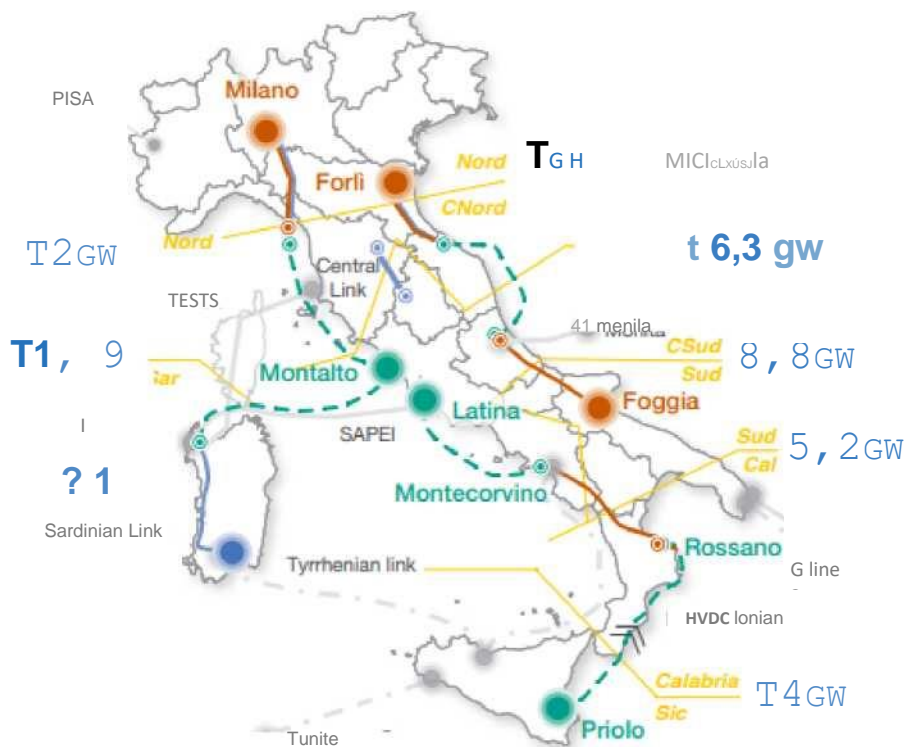 PISA
Milano
Nord
TGH
MICIcLxúsJla
Forlì
CNord
Nord
T2GW
t 6,3 gw
Central
Link
TESTS
41 menila
CSud
8,8GW
T1, 9
Sud
Montalto
Foggia
Latina
I
SAPEI
Sud
5,2GW
Cal
? 1
Montecorvino
Sardinian Link
Rossano
Tyrrhenian link
G line
HVDC Ionian
Calabria
T4GW
Sic
Priolo
Tunite